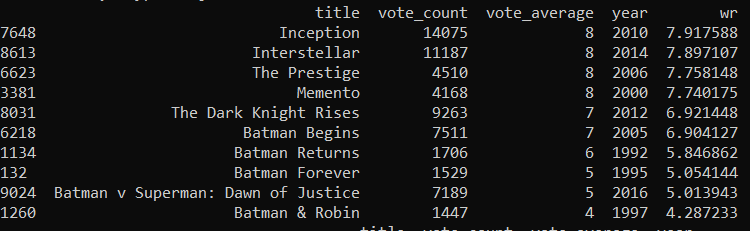 title vote_count vote_average year wr
7648 Inception 14075 8 2010 7.917588
8613 Interstellar 11187 8 2014 7.897107
6623 The Prestige 4510 8 2006 7.758148
3381 Memento 4168 8 2000 7.740175
8031 The Dark Knight Rises 9263 7 2012 6.921448
6218 Batman Begins 7511 7 2005 6.904127
1134 Batman Returns 1706 6 1992 5.846862
132 Batman Forever 1529 5 1995 5.054144
9024 Batman v Superman: Dawn of Justice 7189 5 2016 5.013943
1260 Batman & Robin 1447 4 1997 4.287233
title vote_count vote_average year